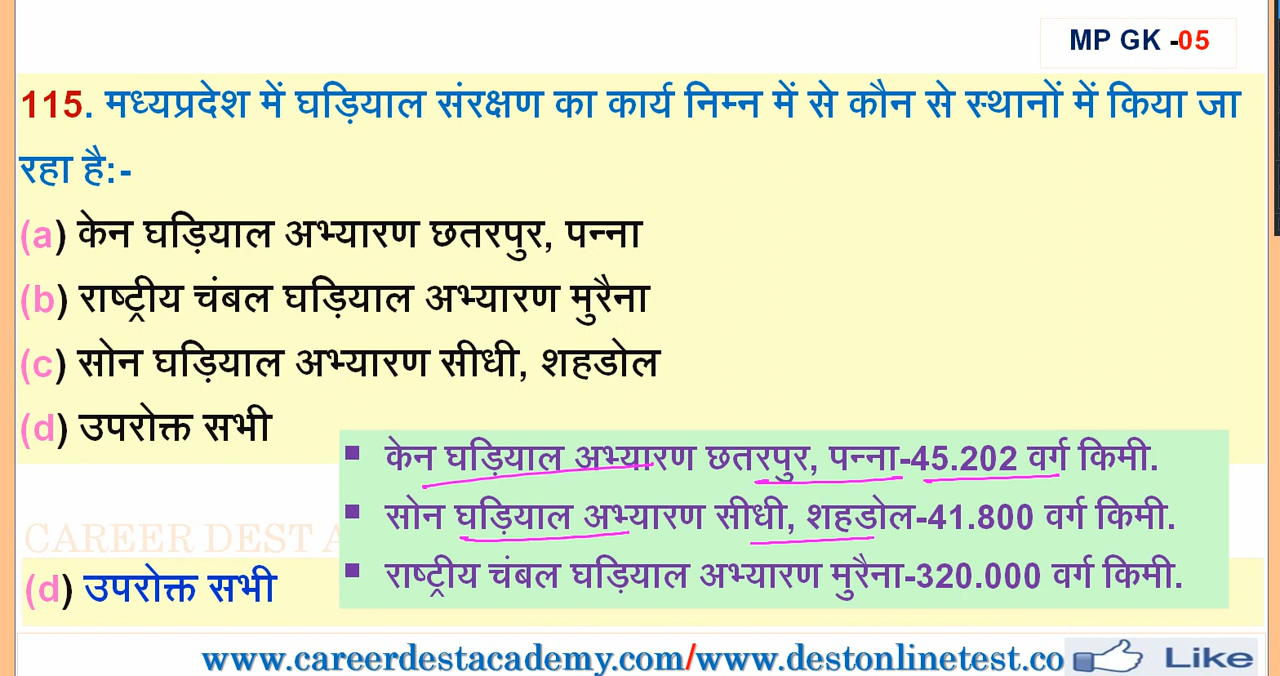 MP GK -05
115. मध्यप्रदेश में घड़ियाल संरक्षण का कार्य निम्न में से कौन से स्थानों में किया जा
रहा है:-
(a) केन घड़ियाल अभ्यारण छतरपुर, पन्ना
(b) राष्ट्रीय चंबल घड़ियाल अभ्यारण मुरैना
(c) सोन घड़ियाल अभ्यारण सीधी, शहडोल
(d) उपरोक्त सभी
▪ केन घड़ियाल अभ्यारण छतरपुर, पन्ना-45.202 वर्ग किमी.
▪ सोन घड़ियाल अभ्यारण सीधी, शहडोल-41.800 वर्ग किमी.
▪ राष्ट्रीय चंबल घड़ियाल अभ्यारण मुरैना-320.000 वर्ग किमी.
CAREER DEST A
(d) उपरोक्त सभी
www.careerdestacademy.com/www.destonlinetest.co
Like